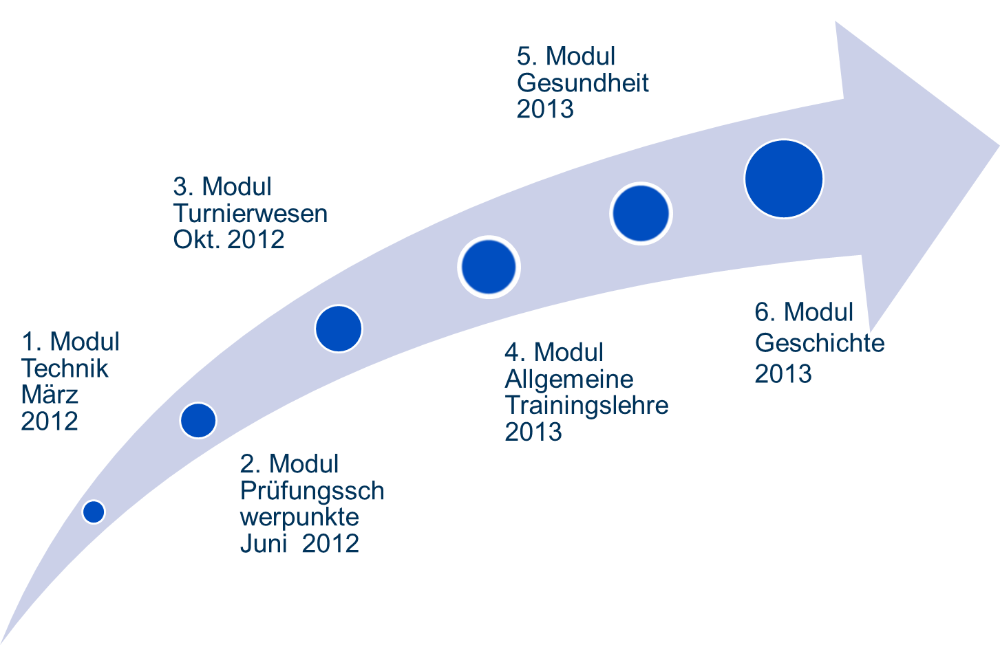 1. Modul
Technik
März
2012
2. Modul
Prüfungssch
werpunkte
Juni  2012
3. Modul
Turnierwesen
Okt. 2012
4. Modul
Allgemeine
Trainingslehre
2013
5. Modul
Gesundheit
2013
6. Modul
Geschichte
2013